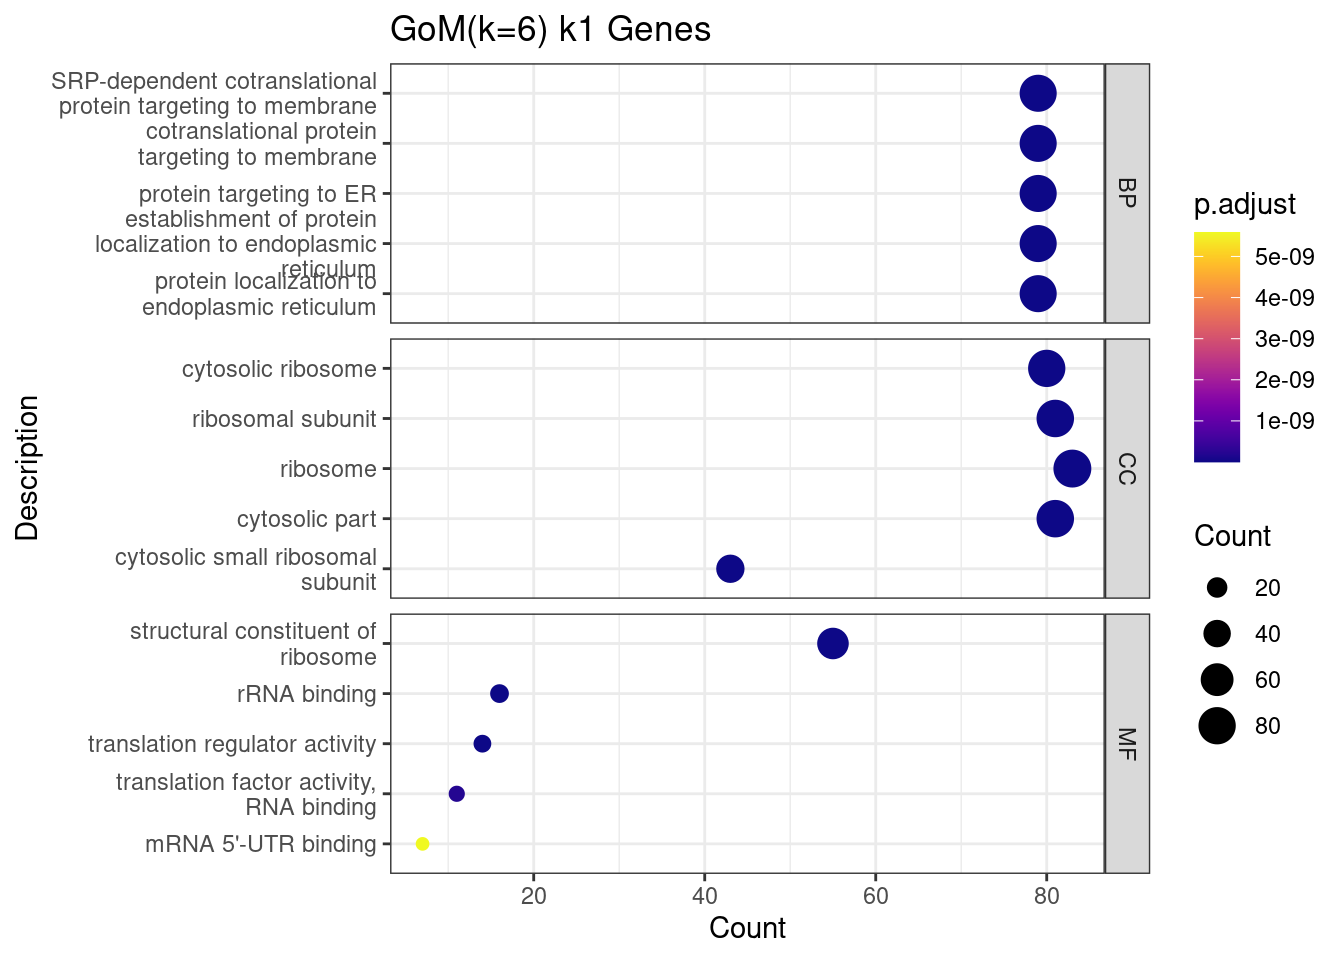 GoM(k=6) k1 Genes
SRP-dependent cotranslational
protein targeting to membrane
cotranslational protein
targeting to membrane
protein targeting to ER
establishment of protein
localization to endoplasmic
reticulum
protein localization to
endoplasmic reticulum
BP
cytosolic ribosome
ribosomal subunit
ribosome
cytosolic part
cytosolic small ribosomal
subunit
CC
structural constituent of
ribosome
rRNA binding
translation regulator activity
translation factor activity,
RNA binding
mRNA 5'-UTR binding
MF
Description
20
40
60
80
Count
p.adjust
5e-09
4e-09
3e-09
2e-09
1e-09
Count
20
40
60
80